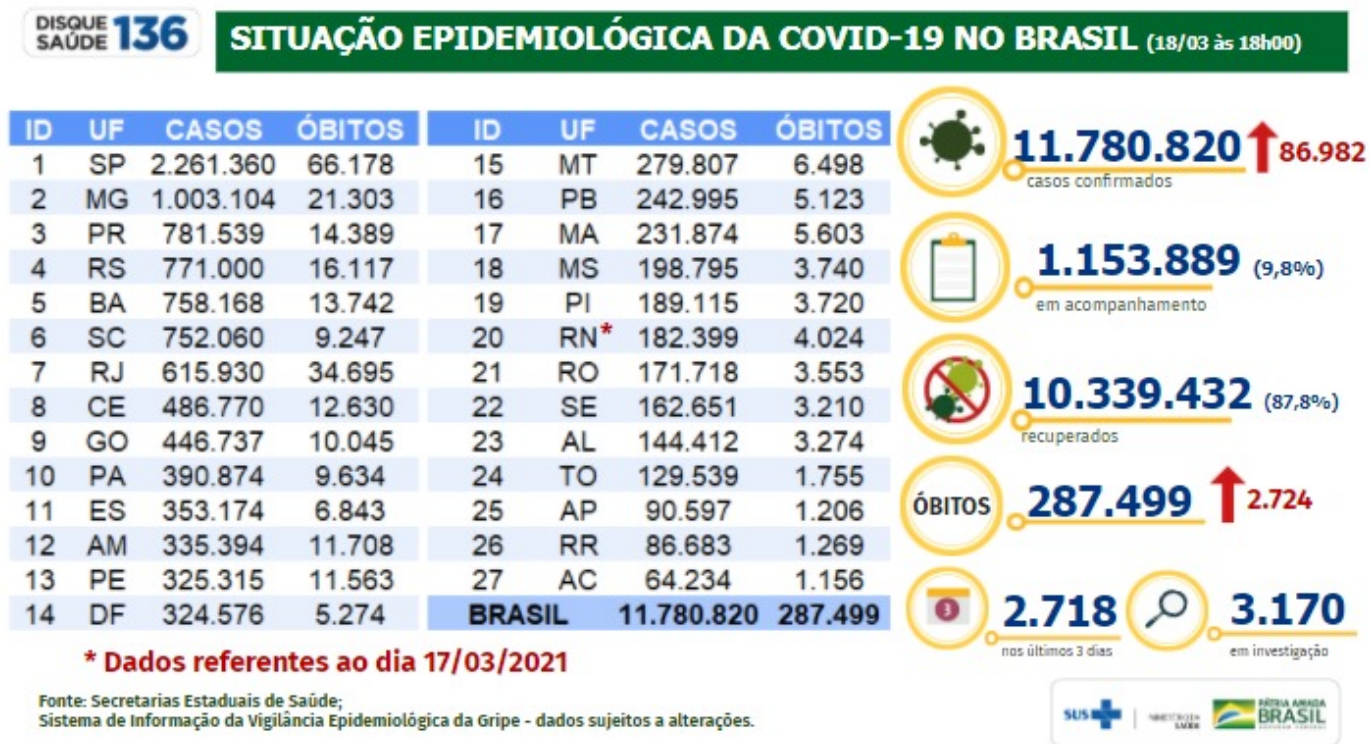 DISQUE
SAÚDE 136
SITUAÇÃO EPIDEMIOLÓGICA DA COVID-19 NO BRASIL (18/03 às 18h00)
ID UF CASOS ÓBITOS ID UF CASOS ÓBITOS
1 SP 2.261.360 66.178 15 MT 279.807 6.498
2 MG 1.003.104 21.303 16 PB 242.995 5.123
3 PR 781.539 14.389 17 MA 231.874 5.603
4 RS 771.000 16.117 18 MS 198.795 3.740
5 BA 758.168 13.742 19 PI 189.115 3.720
6 SC 752.060 9.247 20 RN* 182.399 4.024
7 RJ 615.930 34.695 21 RO 171.718 3.553
8 CE 486.770 12.630 22 SE 162.651 3.210
9 GO 446.737 10.045 23 AL 144.412 3.274
10 PA 390.874 9.634 24 TO 129.539 1.755
11 ES 353.174 6.843 25 AP 90.597 1.206
12 AM 335.394 11.708 26 RR 86.683 1.269
13 PE 325.315 11.563 27 AC 64.234 1.156
14 DF 324.576 5.274 BRASIL 11.780.820 287.499
* Dados referentes ao dia 17/03/2021
Fonte: Secretarias Estaduais de Saúde;
Sistema de Informação da Vigilância Epidemiológica da Gripe - dados sujeitos a alterações.
11.780.820 86.982
casos confirmados
1.153.889 (9,8%)
em acompanhamento
10.339.432 (87,8%)
recuperados
ÓBITOS 287.499 2.724
3 2.718 3.170
nos últimos 3 dias em investigação
SUS
MINISTÉRIO DA
SAÚDE
PÁTRIA AMADA
BRASIL